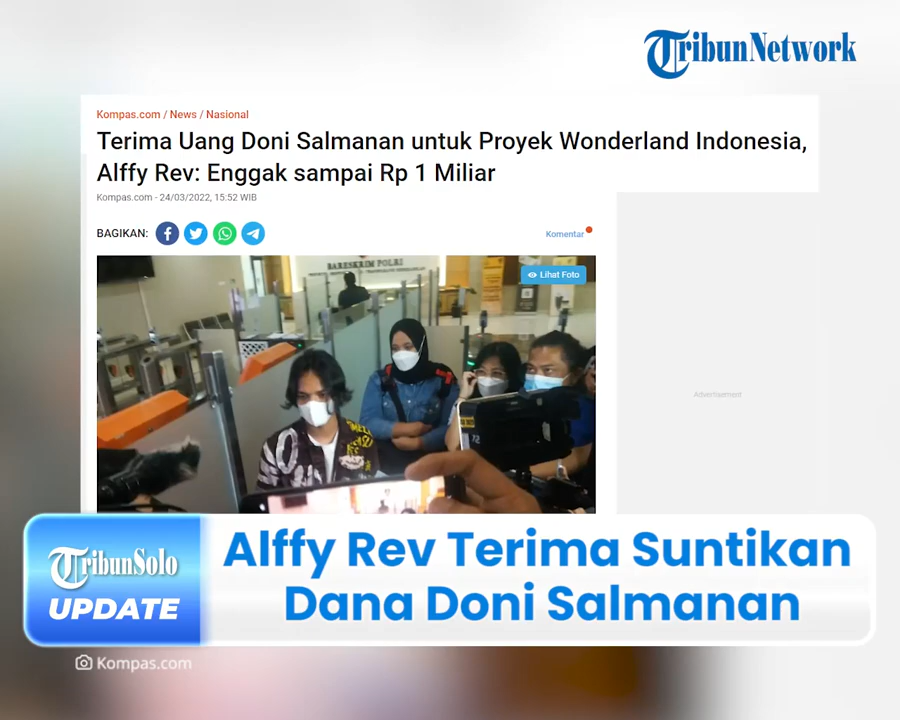 TribunNetwork
Kompas.com / News / Nasional
Terima Uang Doni Salmanan untuk Proyek Wonderland Indonesia,
Alffy Rev: Enggak sampai Rp 1 Miliar
Kompas.com - 24/03/2022, 15:52 WIB
BAGIKAN:
Komentar
BARESKRIM POLRI
Lihat Foto
Advertisement
72
TribunSolo
UPDATE
Alffy Rev Terima Suntikan
Dana Doni Salmanan
Kompas.com